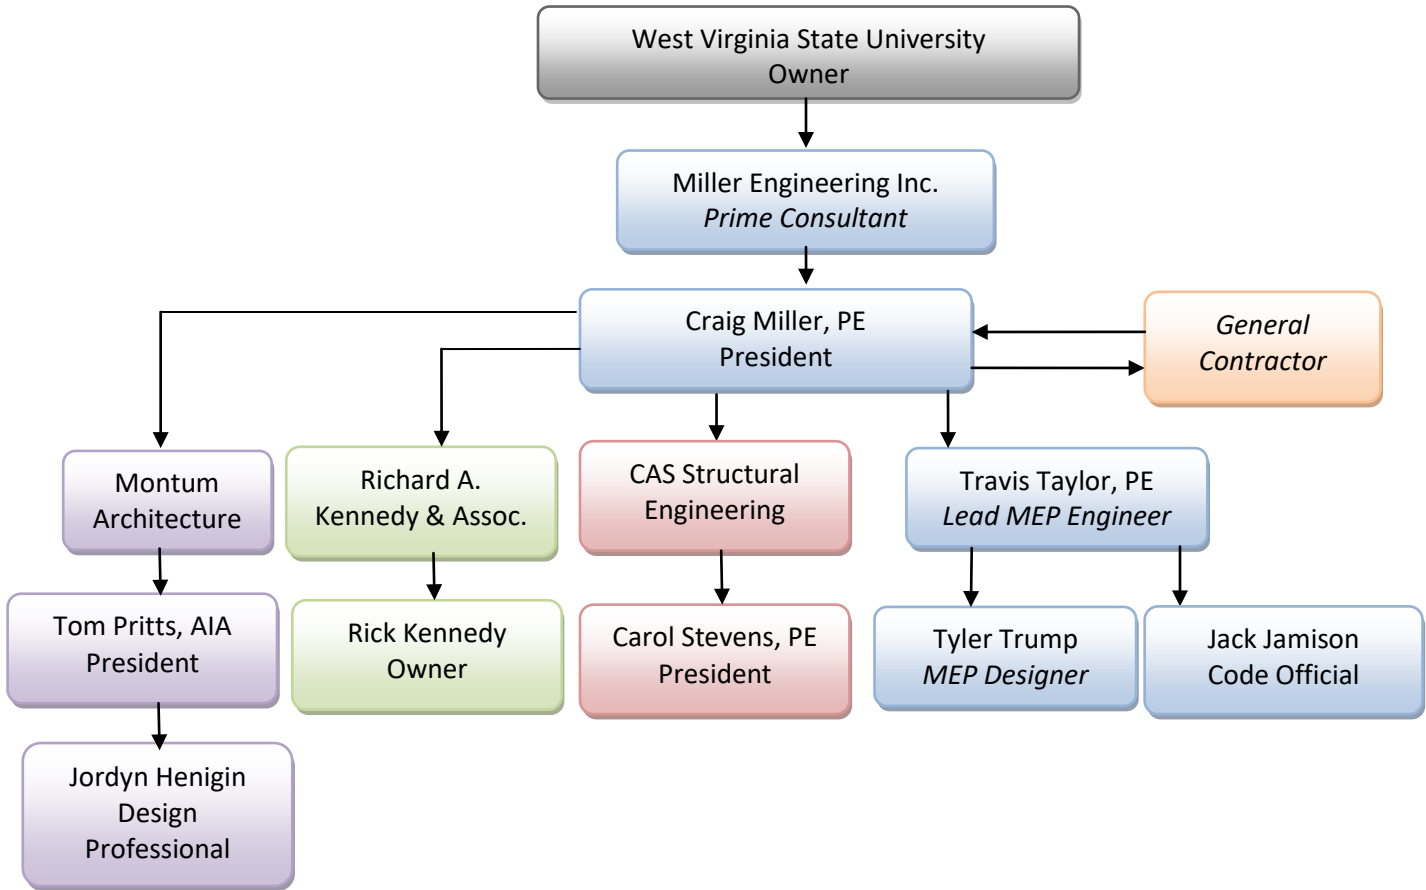 West Virginia State University
Owner
Miller Engineering Inc.
Prime Consultant
Craig Miller, PE
President
General
Contractor
Montum
Architecture
Richard A.
Kennedy & Assoc.
CAS Structural
Engineering
Travis Taylor, PE
Lead MEP Engineer
Tom Pritts, AIA
President
Rick Kennedy
Owner
Carol Stevens, PE
President
Tyler Trump
MEP Designer
Jack Jamison
Code Official
Jordyn Henigin
Design
Professional